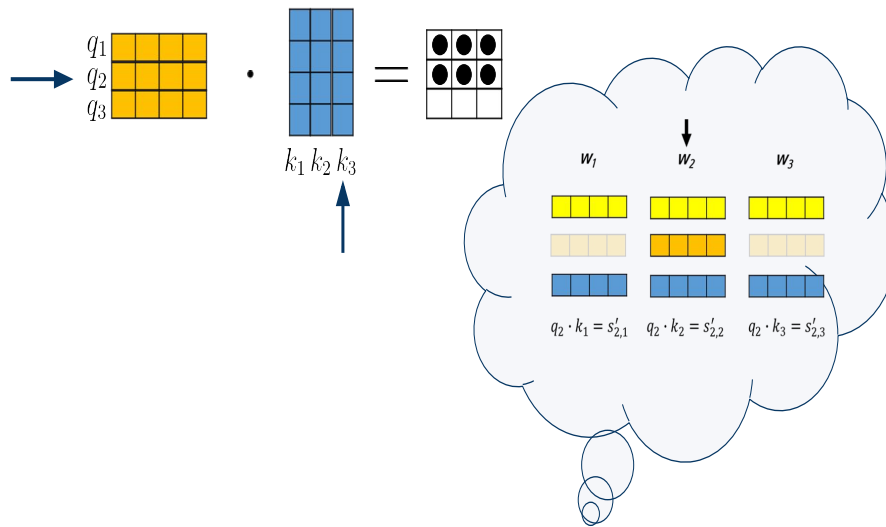 q₁
q₂ · =
q₃
k₁ k₂ k₃
w₁ w₂ w₃
q₂ · k₁ = s′₂,₁ q₂ · k₂ = s′₂,₂ q₂ · k₃ = s′₂,₃